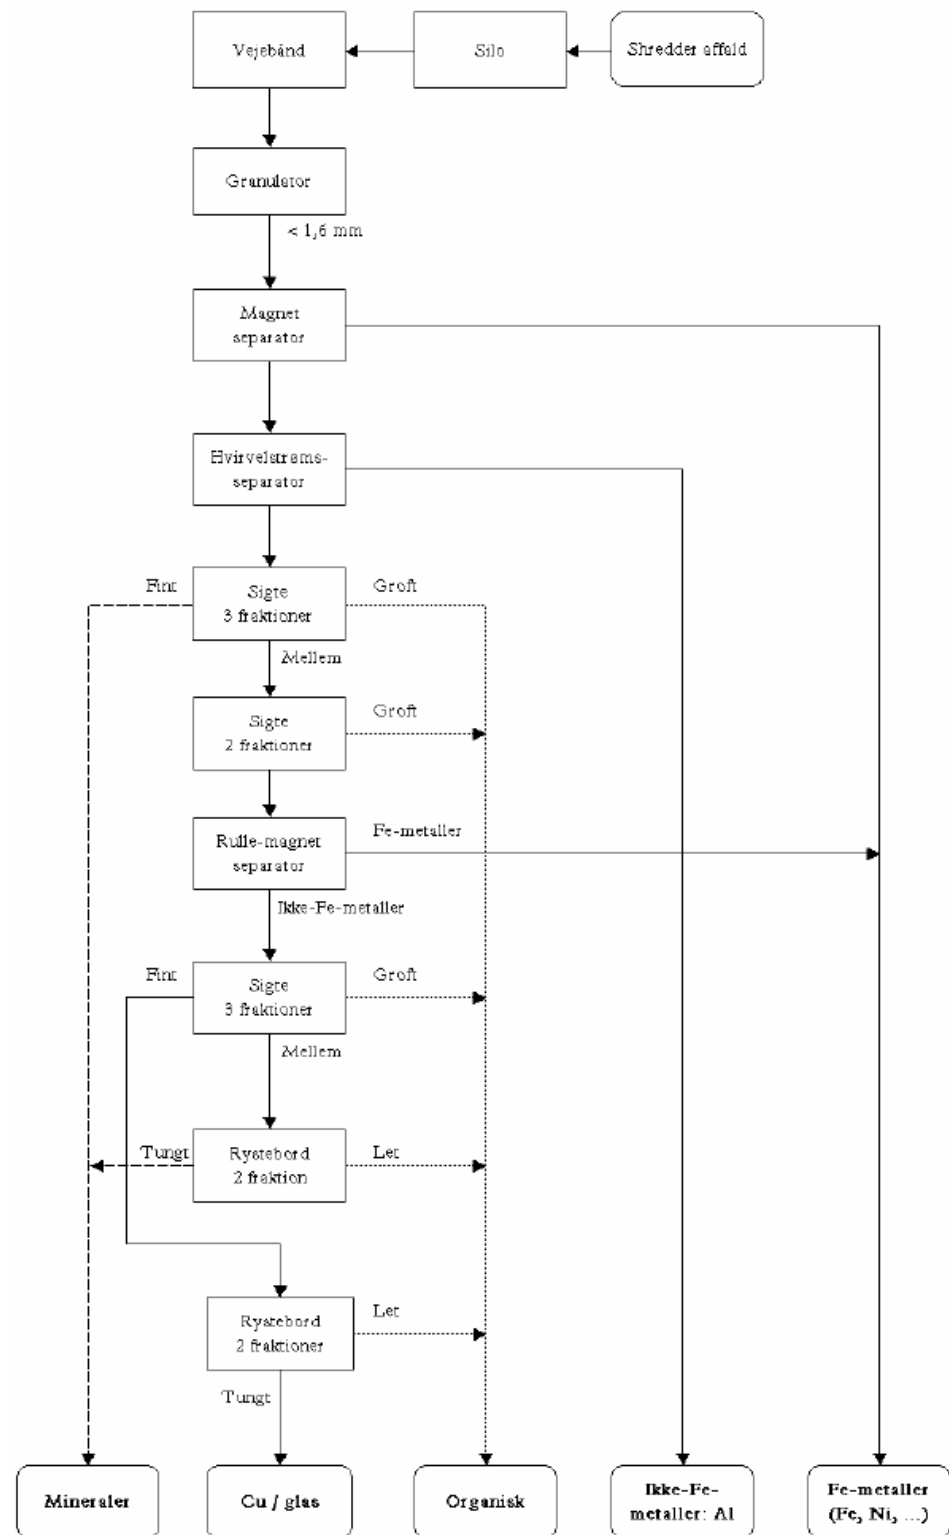 Vejebånd
Silo
Shredder affald
Granulator
< 1,6 mm
Magnet
separator
Hvirvelstrøms-
separator
Fint
Sigte
3 fraktioner
Groft
Mellem
Sigte
2 fraktioner
Groft
Rulle-magnet
separator
Fe-metaller
Ikke-Fe-metaller
Fint
Sigte
3 fraktioner
Groft
Mellem
Tungt
Rystebord
2 fraktion
Let
Rystebord
2 fraktioner
Let
Tungt
Mineraler
Cu / glas
Organisk
Ikke-Fe-
metaller: Al
Fe-metaller
(Fe, Ni, ...)